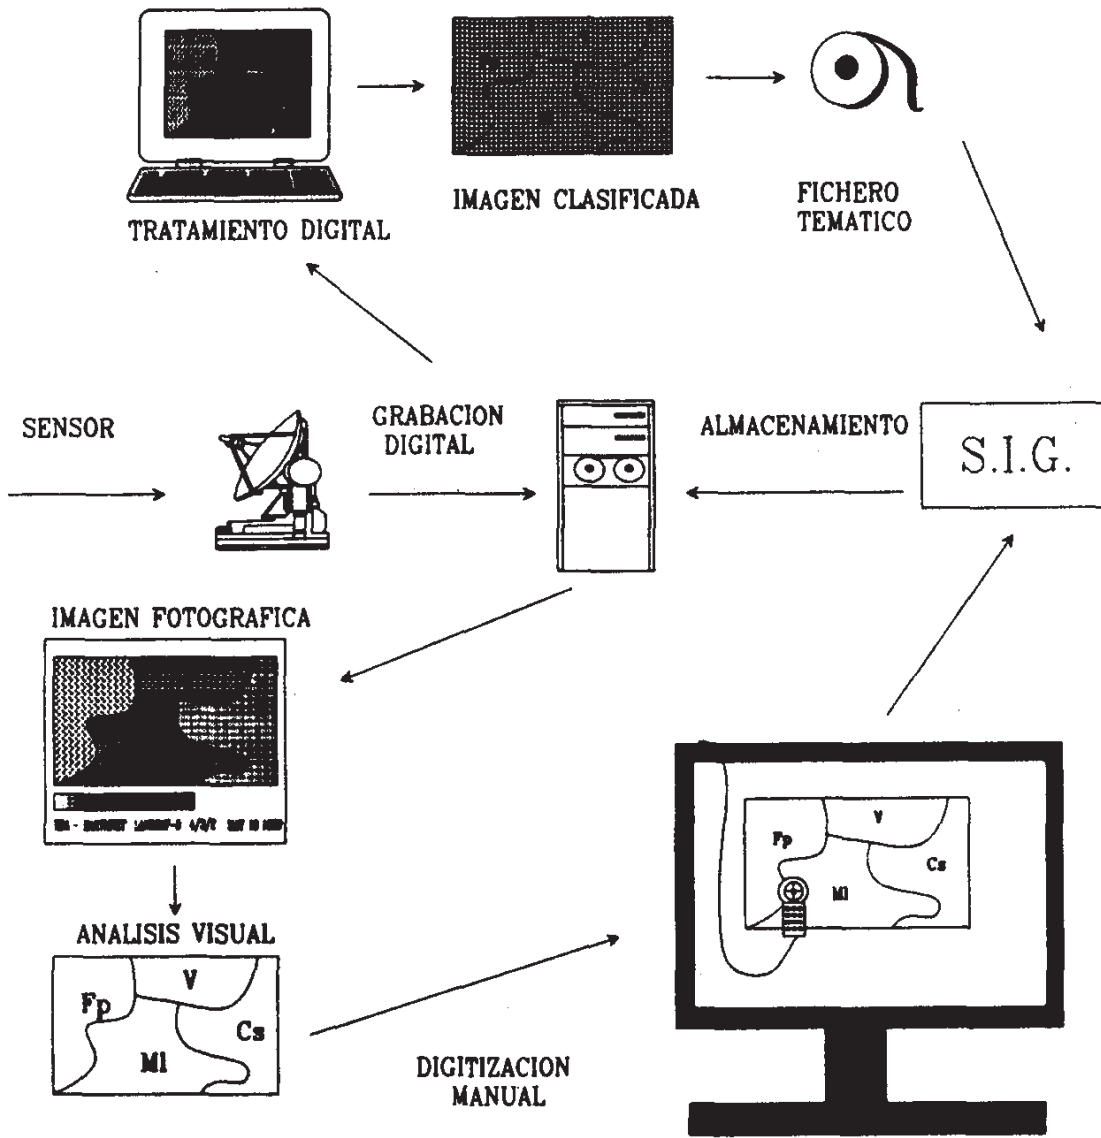 TRATAMIENTO DIGITAL
IMAGEN CLASIFICADA
FICHERO
TEMATICO
SENSOR
GRABACION
DIGITAL
ALMACENAMIENTO
S.I.G.
IMAGEN FOTOGRAFICA
ANALISIS VISUAL
V
Fp
Cs
Ml
DIGITIZACION
MANUAL
V
Fp
Cs
Ml